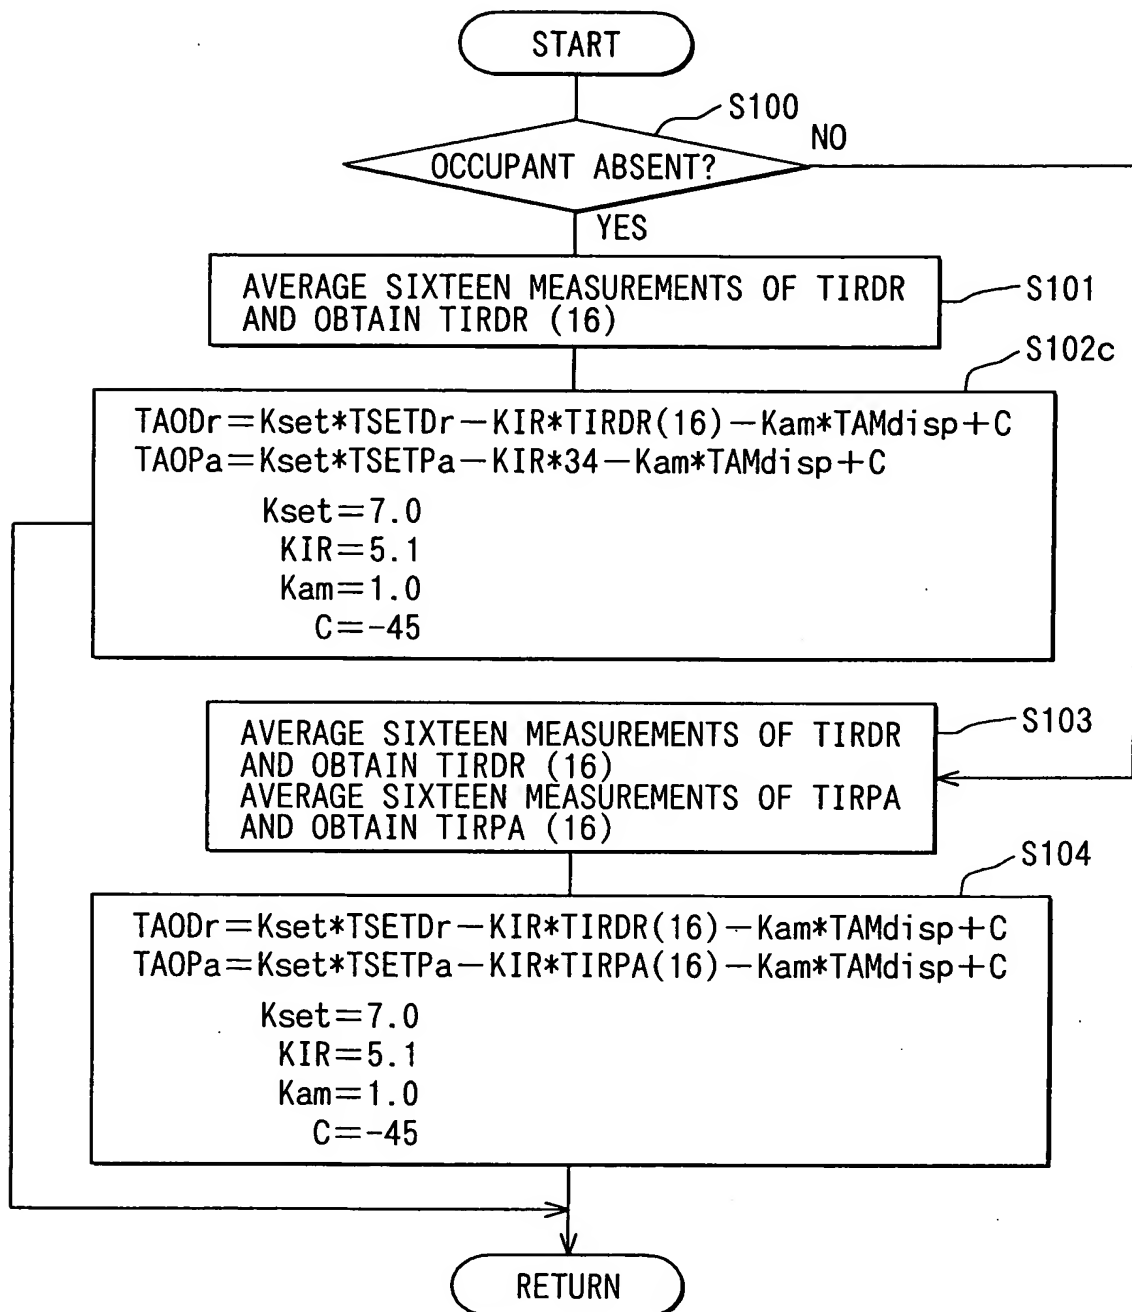 START
S100
NO
OCCUPANT ABSENT?
YES
AVERAGE SIXTEEN MEASUREMENTS OF TIRDR
AND OBTAIN TIRDR (16)
S101
S102c
TAODr=Kset*TSETDr-KIR*TIRDR(16)-Kam*TAMdisp+C
TAOPa=Kset*TSETPa-KIR*34-Kam*TAMdisp+C
Kset=7.0
KIR=5.1
Kam=1.0
C=-45
AVERAGE SIXTEEN MEASUREMENTS OF TIRDR
AND OBTAIN TIRDR (16)
AVERAGE SIXTEEN MEASUREMENTS OF TIRPA
AND OBTAIN TIRPA (16)
S103
S104
TAODr=Kset*TSETDr-KIR*TIRDR(16)-Kam*TAMdisp+C
TAOPa=Kset*TSETPa-KIR*TIRPA(16)-Kam*TAMdisp+C
Kset=7.0
KIR=5.1
Kam=1.0
C=-45
RETURN